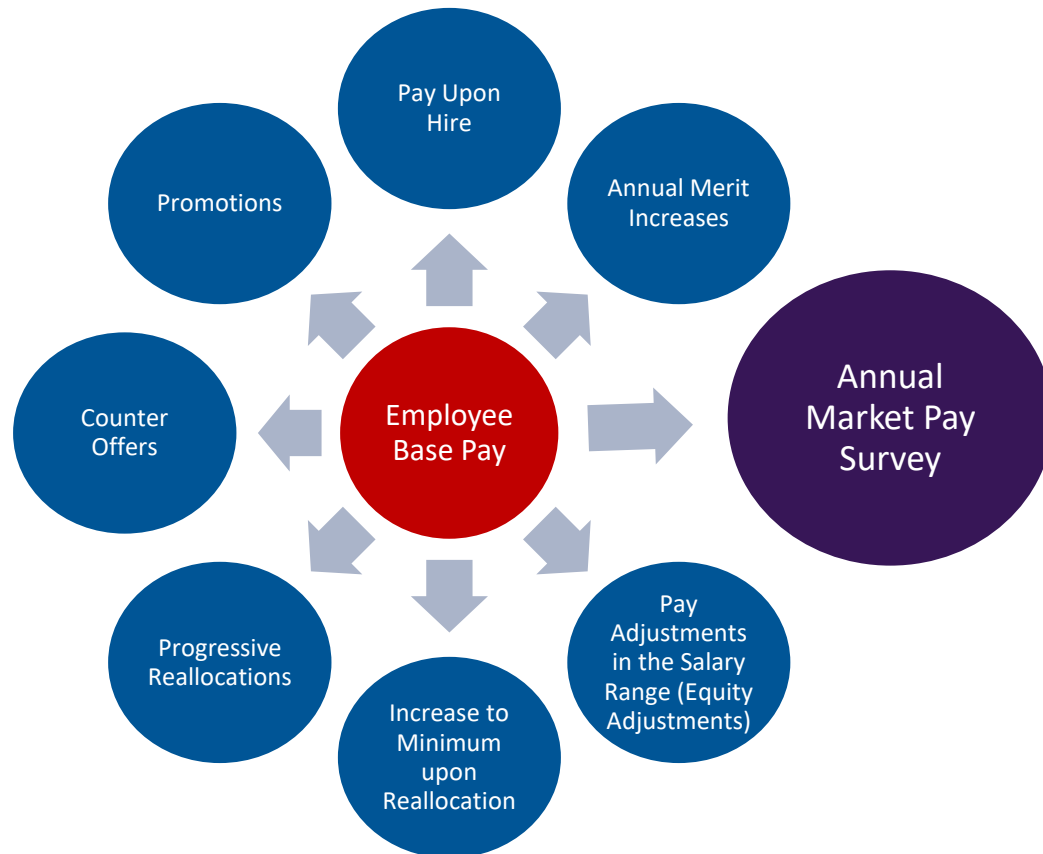 Pay Upon
Hire
Annual Merit
Increases
Annual
Market Pay
Survey
Pay
Adjustments
in the Salary
Range (Equity
Adjustments)
Increase to
Minimum
upon
Reallocation
Progressive
Reallocations
Counter
Offers
Promotions
Employee
Base Pay